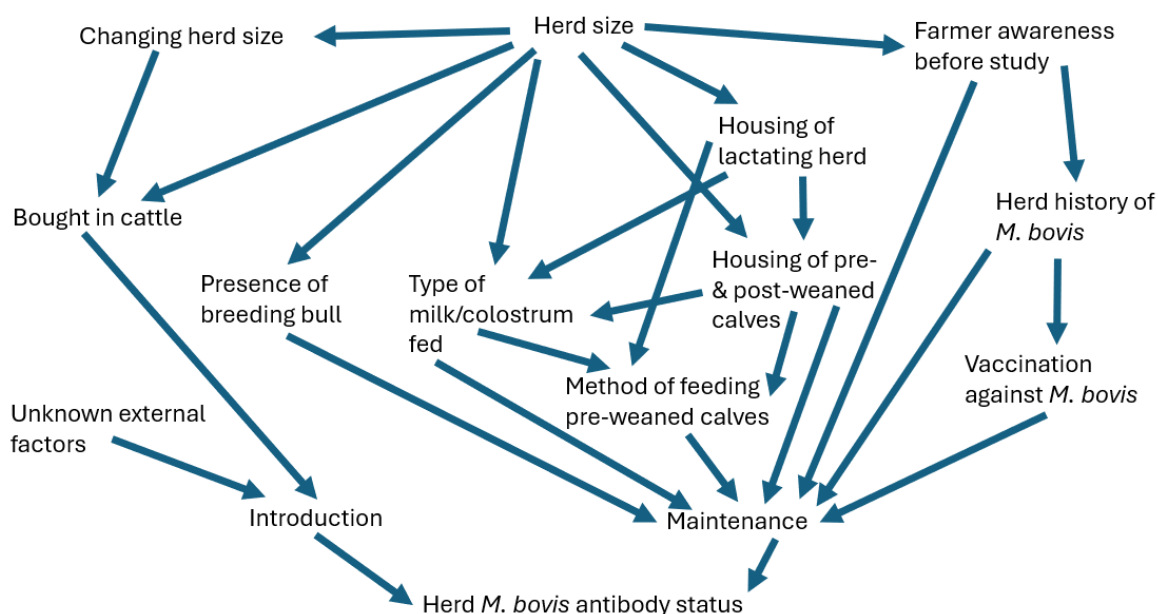 Herd size
Changing herd size
Farmer awareness
before study
Housing of
lactating herd
Bought in cattle
Herd history of
M. bovis
Presence of
breeding bull
Type of
milk/colostrum
fed
Housing of pre-
& post-weaned
calves
Vaccination
against M. bovis
Method of feeding
pre-weaned calves
Unknown external
factors
Introduction
Maintenance
Herd M. bovis antibody status